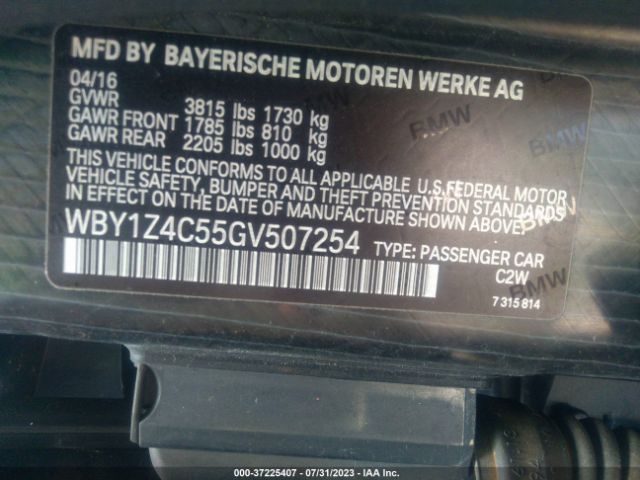 MFD BY BAYERISCHE MOTOREN WERKE AG
04/16
GVWR 3815 lbs 1730 kg
GAWR FRONT 1785 lbs 810 kg
GAWR REAR 2205 lbs 1000 kg
THIS VEHICLE CONFORMS TO ALL APPLICABLE U.S.FEDERAL MOTOR
VEHICLE SAFETY, BUMPER AND THEFT PREVENTION STANDARDS
IN EFFECT ON THE DATE OF MANUFACTURE SHOWN ABOVE.
WBY1Z4C55GV507254 TYPE: PASSENGER CAR
C2W
7 315 814
BMW
BMW
BMW
000-37225407 / 07/31/2023 - IAA Inc.